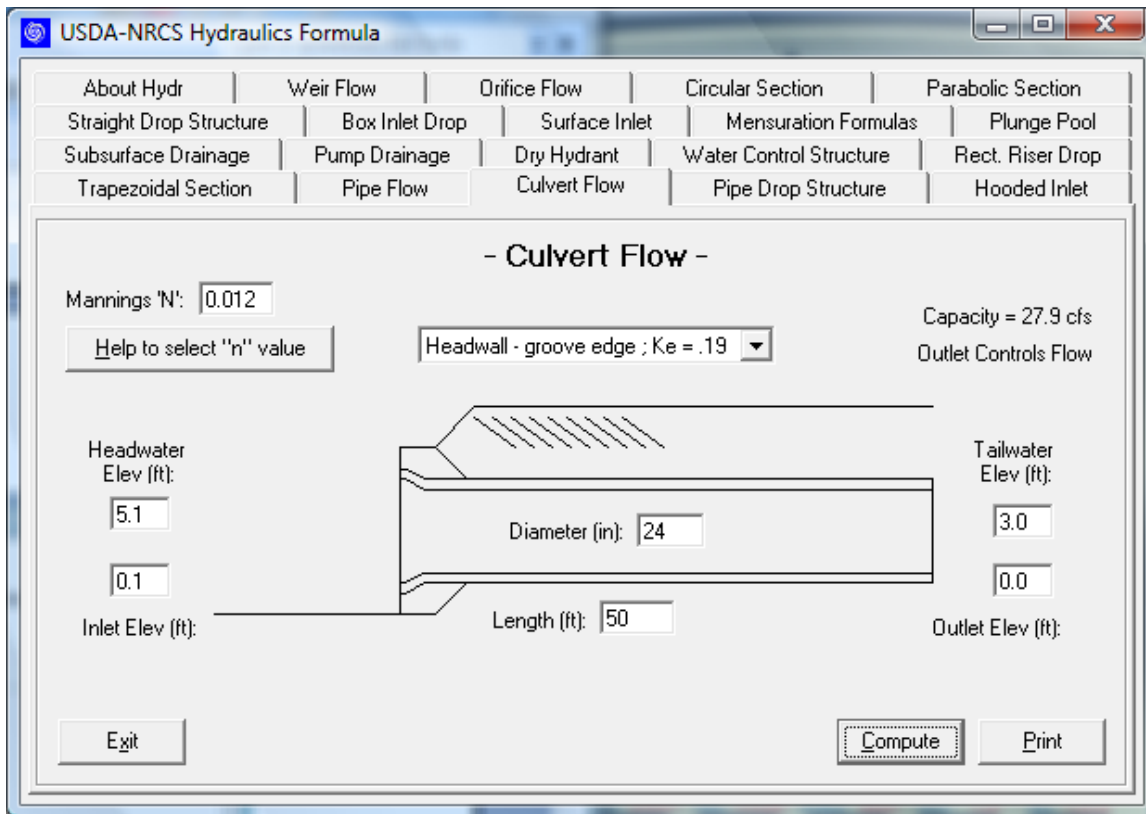 USDA-NRCS Hydraulics Formula
About Hydr Weir Flow Orifice Flow Circular Section Parabolic Section
Straight Drop Structure Box Inlet Drop Surface Inlet Mensuration Formulas Plunge Pool
Subsurface Drainage Pump Drainage Dry Hydrant Water Control Structure Rect. Riser Drop
Trapezoidal Section Pipe Flow Culvert Flow Pipe Drop Structure Hooded Inlet
- Culvert Flow -
Mannings 'N': 0.012
Help to select "n" value
Headwall - groove edge ; Ke = .19
Capacity = 27.9 cfs
Outlet Controls Flow
Headwater
Elev (ft):
5.1
0.1
Inlet Elev (ft):
Diameter (in): 24
Length (ft): 50
Tailwater
Elev (ft):
3.0
0.0
Outlet Elev (ft):
Exit
Compute
Print